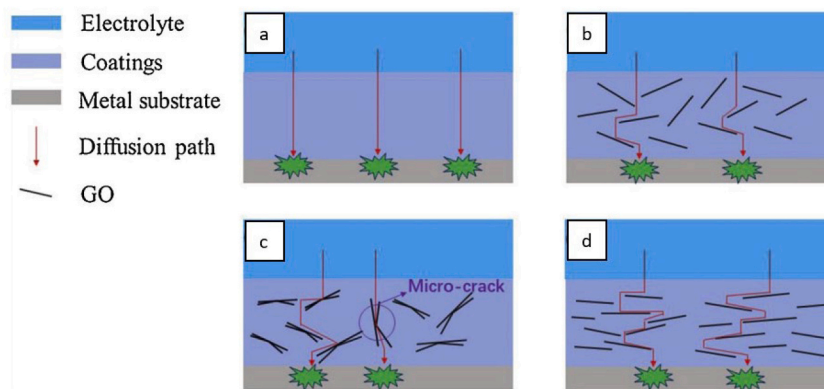 Electrolyte
Coatings
Metal substrate
Diffusion path
GO
a
b
c
Micro-crack
d